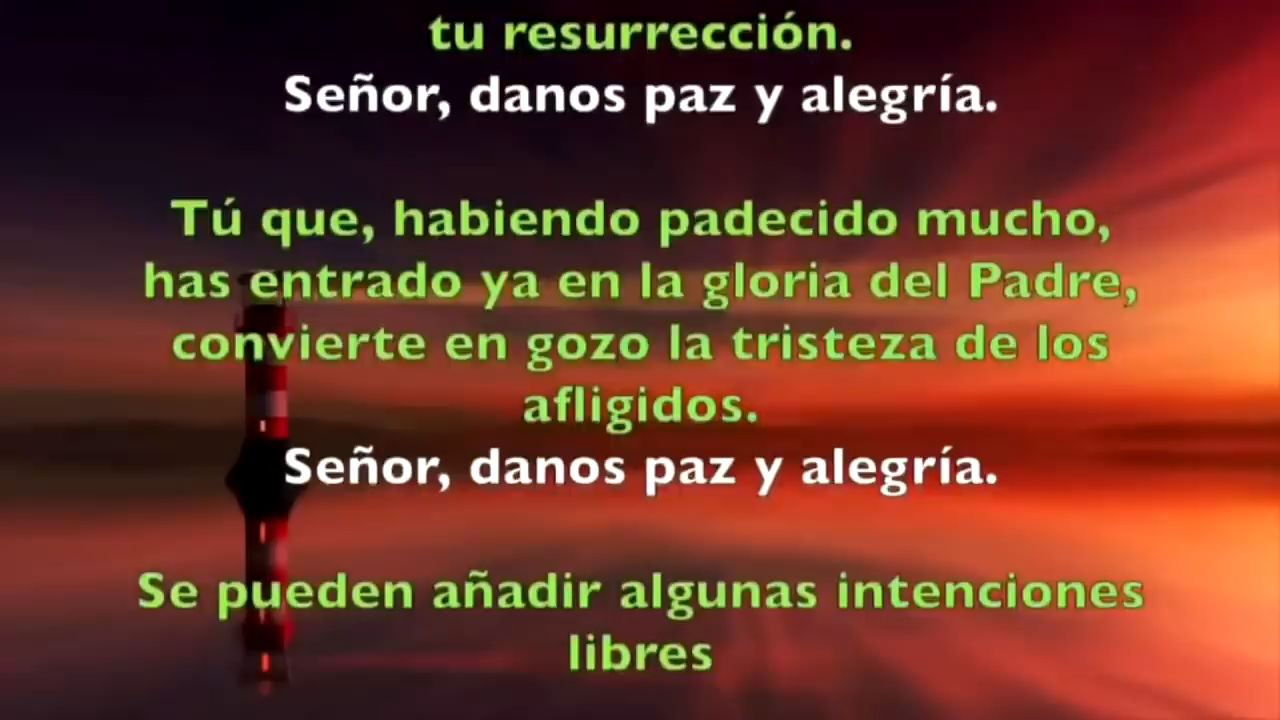 tu resurrección.
Señor, danos paz y alegría.
Tú que, habiendo padecido mucho,
has entrado ya en la gloria del Padre,
convierte en gozo la tristeza de los
afligidos.
Señor, danos paz y alegría.
Se pueden añadir algunas intenciones
libres